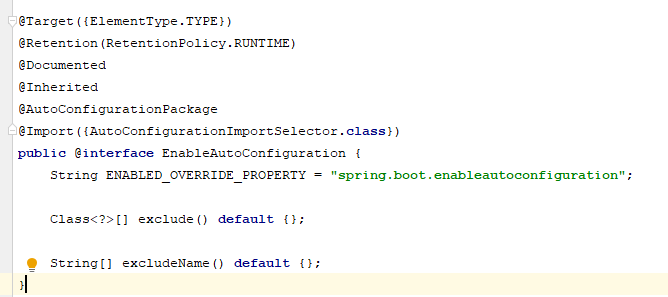 @Target({ElementType.TYPE})
@Retention(RetentionPolicy.RUNTIME)
@Documented
@Inherited
@AutoConfigurationPackage
@Import({AutoConfigurationImportSelector.class})
public @interface EnableAutoConfiguration {
    String ENABLED_OVERRIDE_PROPERTY = "spring.boot.enableautoconfiguration";
    Class<?>[] exclude() default {};
    String[] excludeName() default {};
}